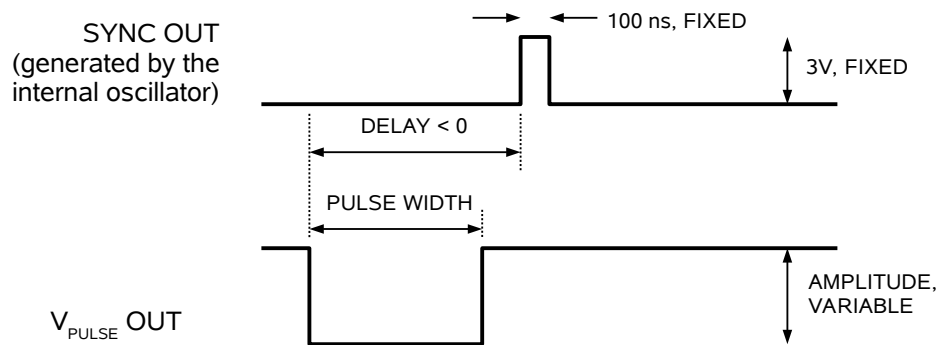 SYNC OUT
(generated by the
internal oscillator)
100 ns, FIXED
3V, FIXED
DELAY < 0
PULSE WIDTH
AMPLITUDE,
VARIABLE
VPULSE OUT